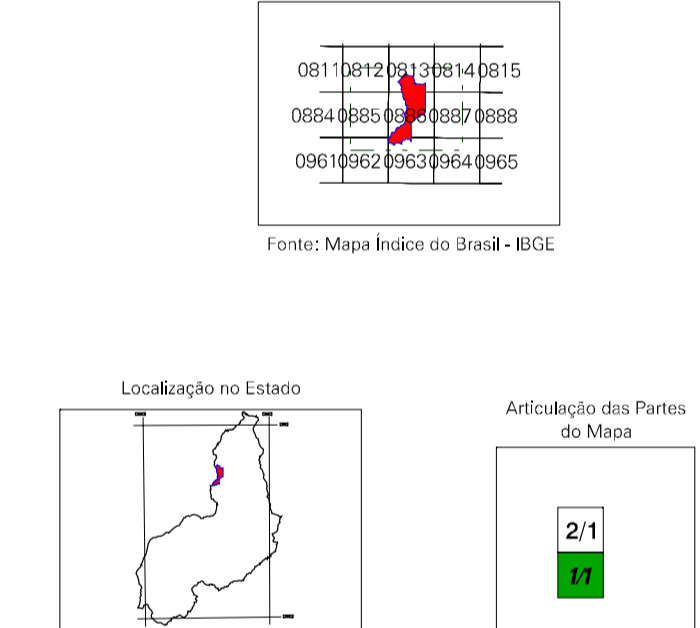 0811 0812 0813 0814 0815
0884 0885 0886 0887 0888
0961 0962 0963 0964 0965
Fonte: Mapa Índice do Brasil - IBGE
Localização no Estado
Articulação das Partes
do Mapa
2/1
1/1